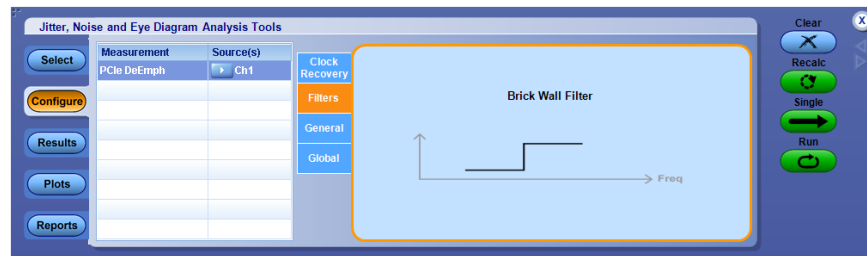 Jitter, Noise and Eye Diagram Analysis Tools
Clear
X
Select
Measurement Source(s)
PCIe DeEmph Ch1
Clock
Recovery
Recalc
Configure
Filters
Brick Wall Filter
Single
General
Results
Global
Run
Freq
Plots
Reports